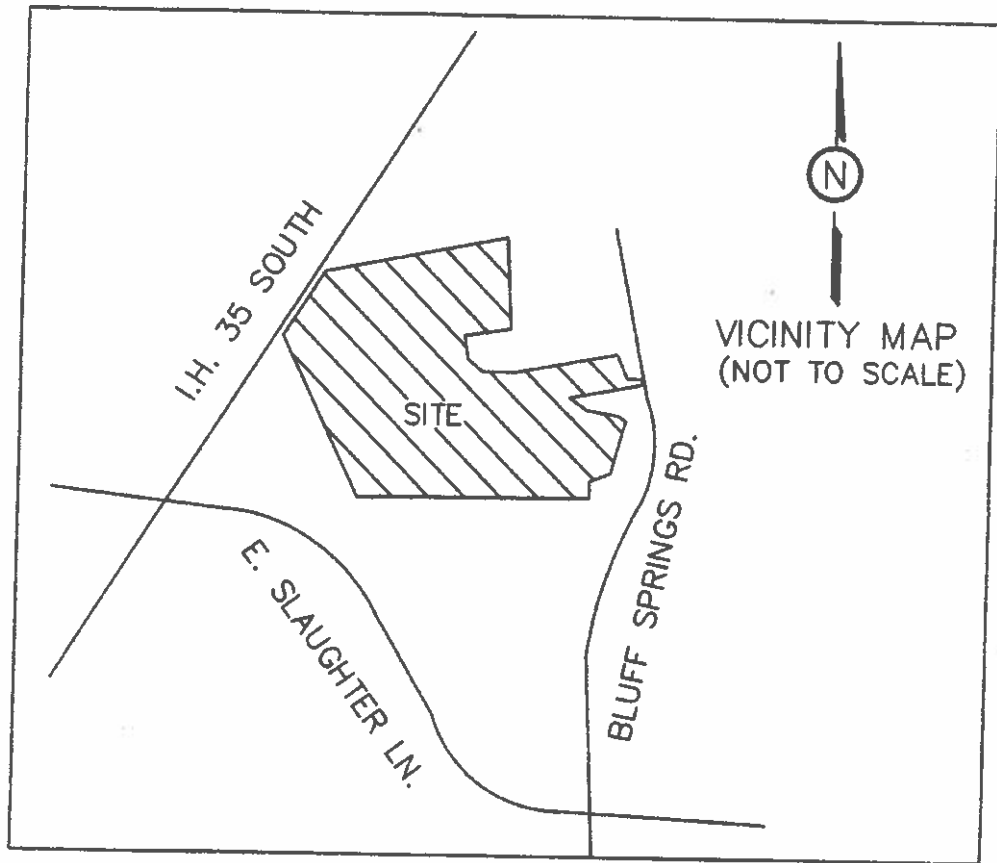 N
I.H. 35 SOUTH
VICINITY MAP
(NOT TO SCALE)
SITE
BLUFF SPRINGS RD.
E. SLAUGHTER LN.